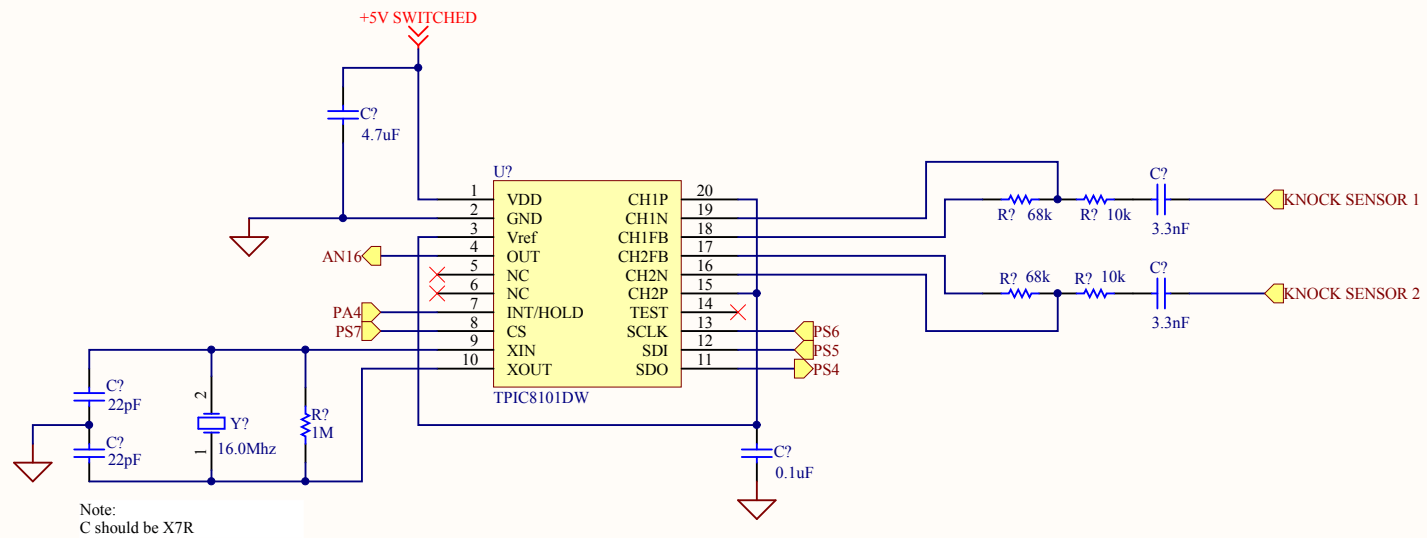 +5V SWITCHED
C?
4.7uF
U?
1 VDD CH1P 20
2 GND CH1N 19
3 Vref CH1FB 18
4 OUT CH2FB 17
5 NC CH2N 16
6 NC CH2P 15
7 INT/HOLD TEST 14
8 CS SCLK 13
9 XIN SDI 12
10 XOUT SDO 11
TPIC8101DW
AN16
PA4
PS7
PS6
PS5
PS4
C?
R? 68k R? 10k
3.3nF
KNOCK SENSOR 1
C?
68k 10k
R? R?
3.3nF
KNOCK SENSOR 2
C?
22pF
C?
22pF
2
Y?
1
16.0Mhz
R?
1M
C?
0.1uF
Note:
C should be X7R